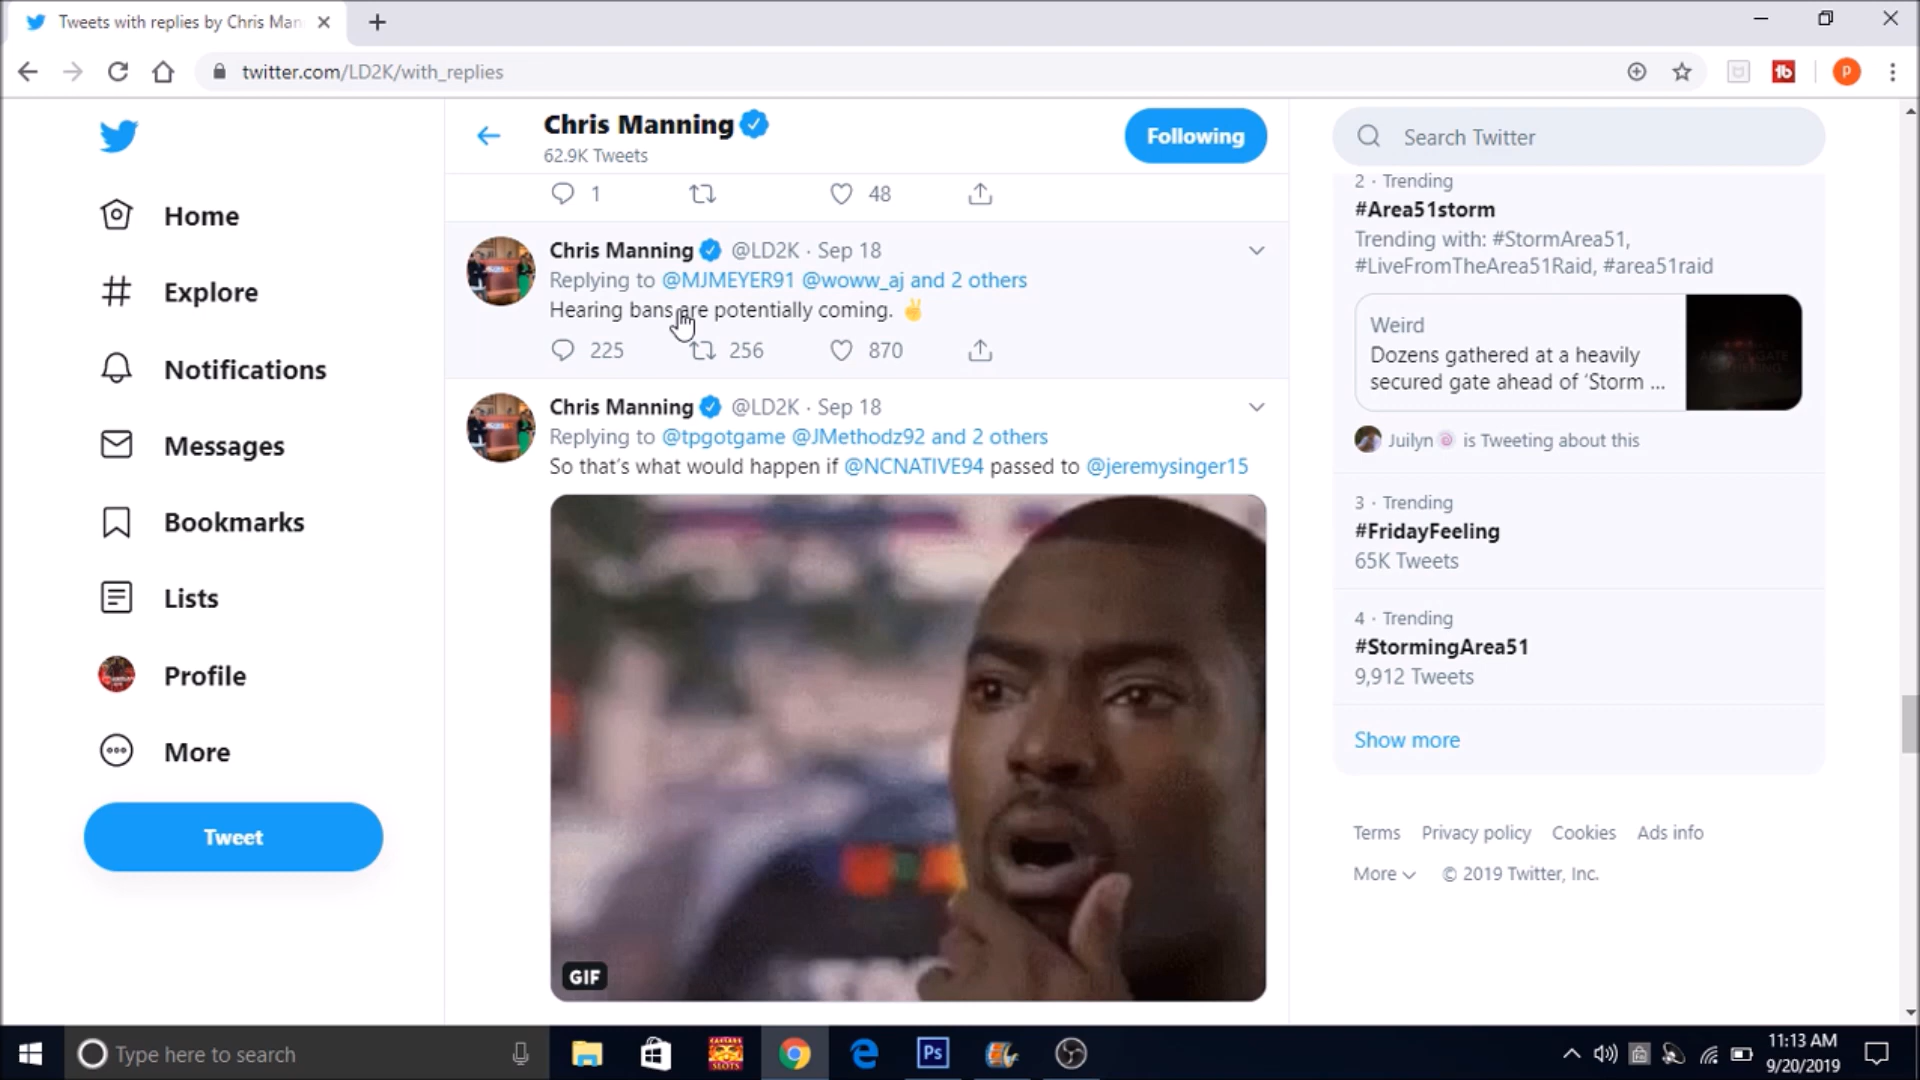 Tweets with replies by Chris Man
twitter.com/LD2K/with_replies
Home
Explore
Notifications
Messages
Bookmarks
Lists
Profile
More
Tweet
Chris Manning
62.9K Tweets
Following
1 48
Chris Manning @LD2K · Sep 18
Replying to @MJMEYER91 @woww_aj and 2 others
Hearing bans are potentially coming. ✌
225 256 870
Chris Manning @LD2K · Sep 18
Replying to @tpgotgame @JMethodz92 and 2 others
So that's what would happen if @NCNATIVE94 passed to @jeremysinger15
GIF
Search Twitter
2 · Trending
#Area51storm
Trending with: #StormArea51,
#LiveFromTheArea51Raid, #area51raid
Weird
Dozens gathered at a heavily
secured gate ahead of 'Storm ...
Juilyn is Tweeting about this
3 · Trending
#FridayFeeling
65K Tweets
4 · Trending
#StormingArea51
9,912 Tweets
Show more
Terms Privacy policy Cookies Ads info
More © 2019 Twitter, Inc.
Type here to search
CAESARS SLOTS
Ps
11:13 AM
9/20/2019